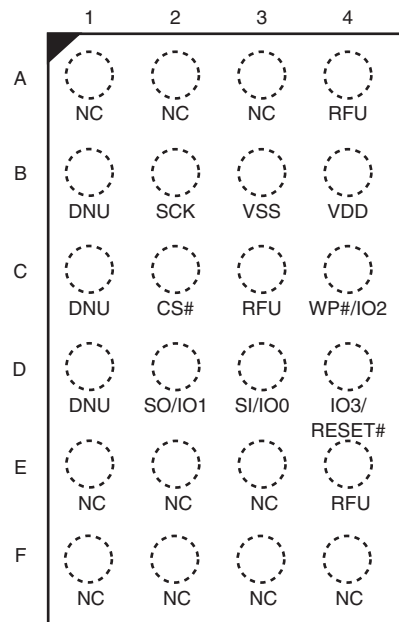 1 2 3 4
A
NC NC NC RFU
B
DNU SCK VSS VDD
C
DNU CS# RFU WP#/IO2
D
DNU SO/IO1 SI/IO0 IO3/
RESET#
E
NC NC NC RFU
F
NC NC NC NC